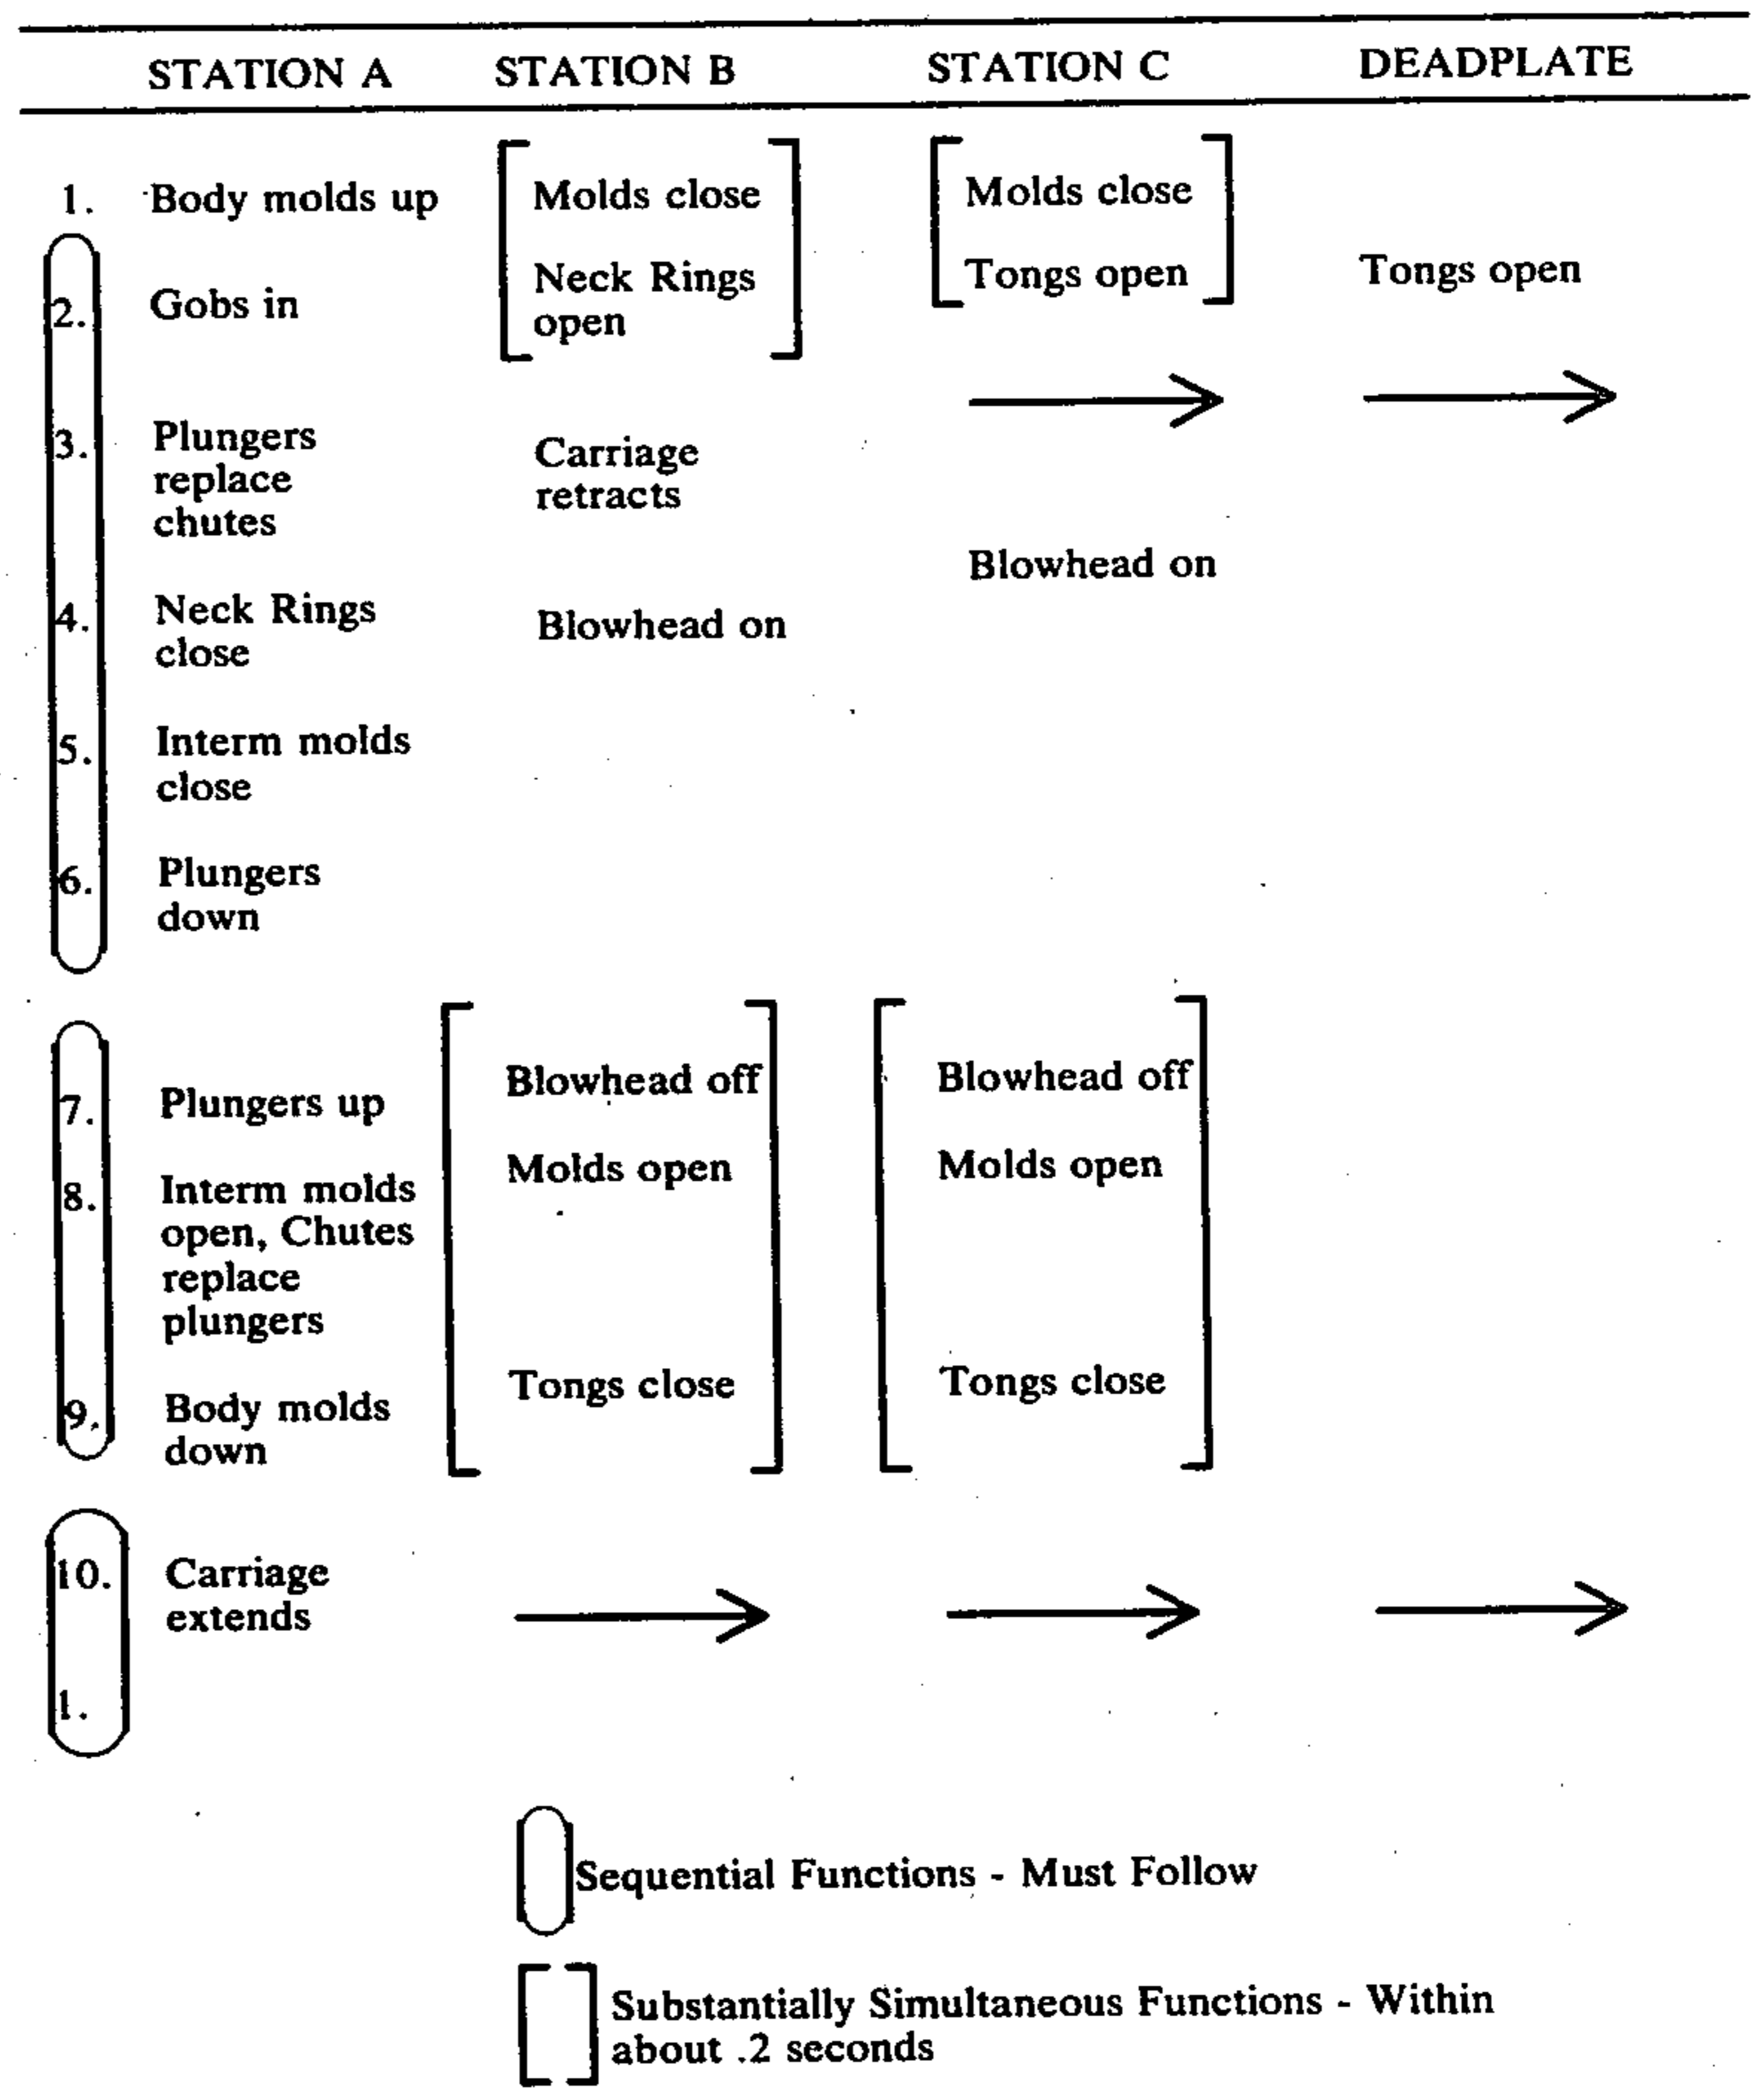 STATION A STATION B STATION C DEADPLATE
1. Body molds up Molds close Molds close
Neck Rings Tongs open Tongs open
2. Gobs in open
3. Plungers Carriage
replace retracts
chutes
Blowhead on
4. Neck Rings Blowhead on
close
5. Interm molds
close
6. Plungers
down
7. Plungers up Blowhead off Blowhead off
Molds open Molds open
8. Interm molds
open, Chutes
replace
plungers
Tongs close Tongs close
9. Body molds
down
10. Carriage
extends
1.
Sequential Functions - Must Follow
Substantially Simultaneous Functions - Within
about .2 seconds